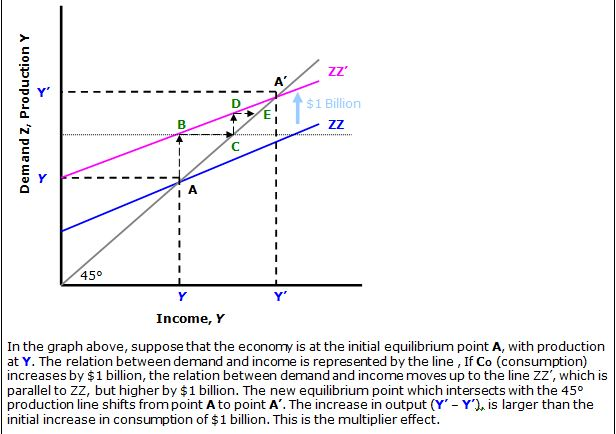 ZZ′
A′
Y′
D
$1 Billion
E
B
ZZ
C
Demand Z, Production Y
Y
A
45°
Y
Y′
Income, Y
In the graph above, suppose that the economy is at the initial equilibrium point A, with production
at Y. The relation between demand and income is represented by the line , If Co (consumption)
increases by $1 billion, the relation between demand and income moves up to the line ZZ′, which is
parallel to ZZ, but higher by $1 billion. The new equilibrium point which intersects with the 45°
production line shifts from point A to point A′. The increase in output (Y′ – Y′), is larger than the
initial increase in consumption of $1 billion. This is the multiplier effect.